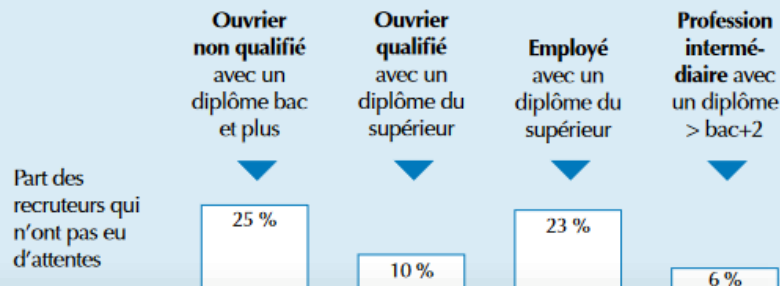 Ouvrier
non qualifié
avec un
diplôme bac
et plus
Ouvrier
qualifié
avec un
diplôme du
supérieur
Employé
avec un
diplôme du
supérieur
Profession
intermé-
diaire avec
un diplôme
> bac+2
Part des
recruteurs qui
n'ont pas eu
d'attentes
25 %
10 %
23 %
6 %